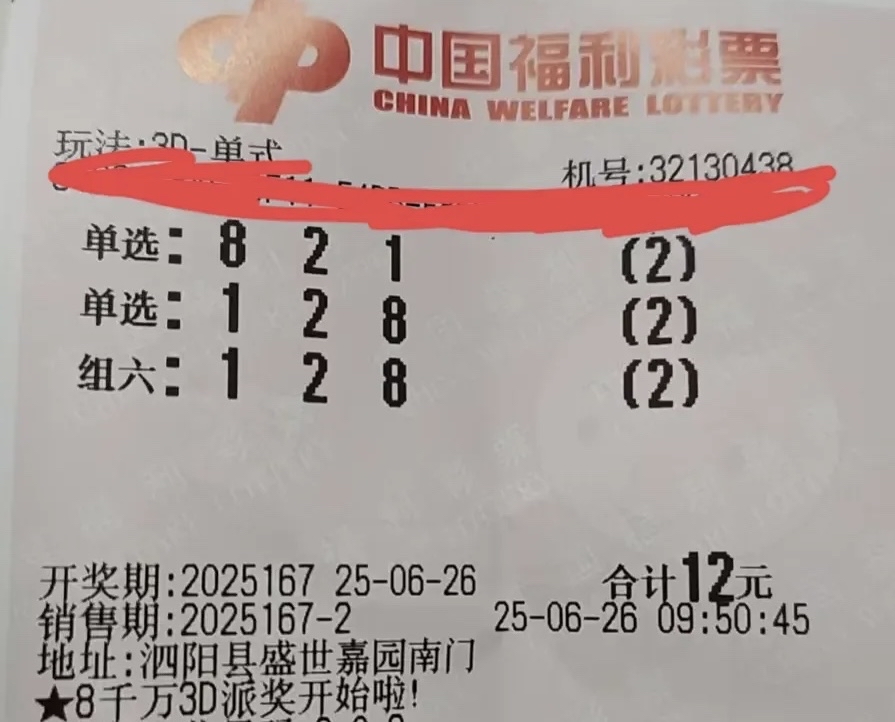 中国福利彩票
CHINA WELFARE LOTTERY
玩法:3D-单式
机号:32130438
单选: 8 2 1 (2)
单选: 1 2 8 (2)
组六: 1 2 8 (2)
开奖期:2025167 25-06-26 合计12元
销售期:2025167-2 25-06-26 09:50:45
地址:泗阳县盛世嘉园南门
★8千万3D派奖开始啦!